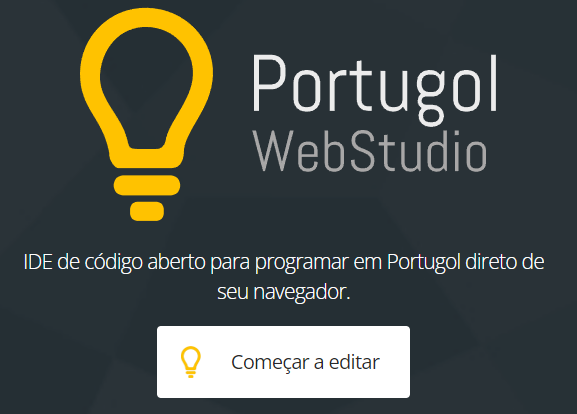 Portugol
WebStudio
IDE de código aberto para programar em Portugol direto de
seu navegador.
Começar a editar